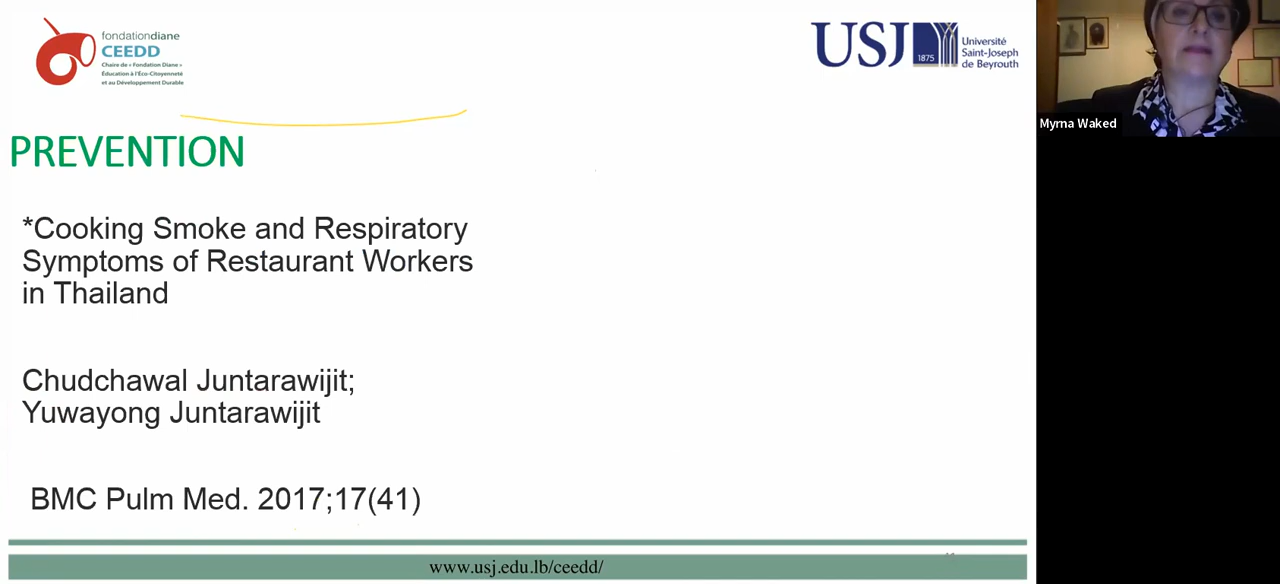 fondationdiane
CEEDD
Chaire de « Fondation Diane »
Éducation à l'Éco-Citoyenneté
et au Développement Durable
USJ
1875
Université
Saint-Joseph
de Beyrouth
Myrna Waked
PREVENTION
*Cooking Smoke and Respiratory
Symptoms of Restaurant Workers
in Thailand
Chudchawal Juntarawijit;
Yuwayong Juntarawijit
BMC Pulm Med. 2017;17(41)
www.usj.edu.lb/ceedd/